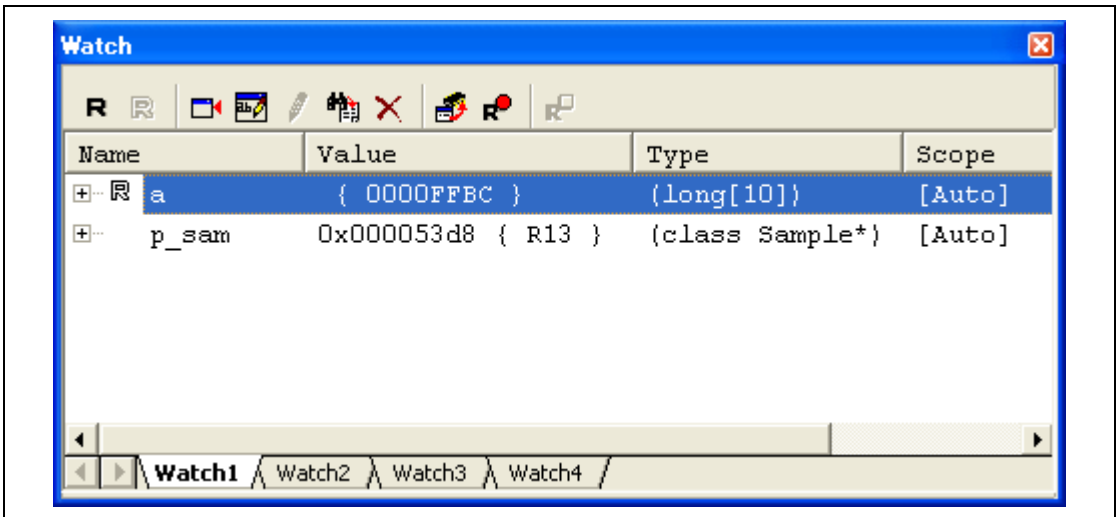 Watch
R R R R
Name Value Type Scope
R a { 0000FFBC } (long[10]) [Auto]
p_sam 0x000053d8 { R13 } (class Sample*) [Auto]
Watch1 Watch2 Watch3 Watch4